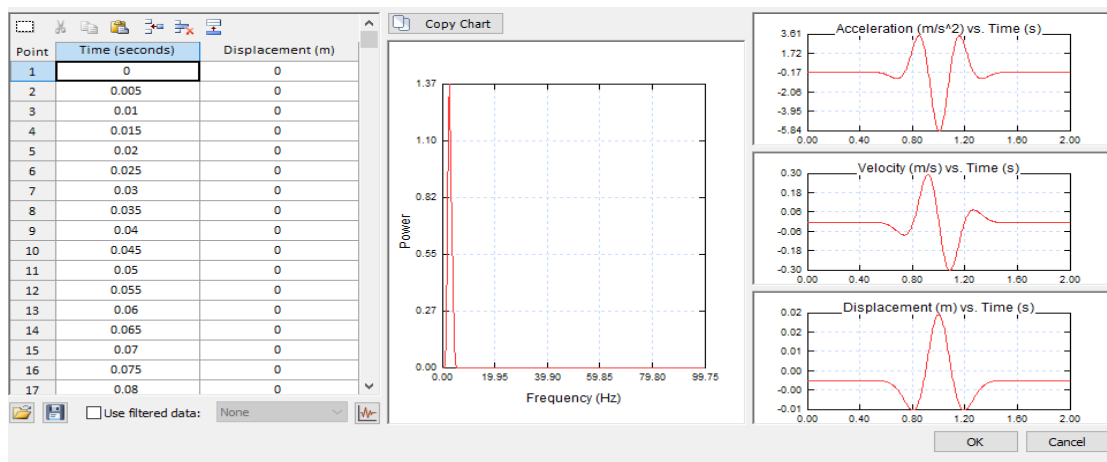 Point Time (seconds) Displacement (m)
1 0 0
2 0.005 0
3 0.01 0
4 0.015 0
5 0.02 0
6 0.025 0
7 0.03 0
8 0.035 0
9 0.04 0
10 0.045 0
11 0.05 0
12 0.055 0
13 0.06 0
14 0.065 0
15 0.07 0
16 0.075 0
17 0.08 0
Use filtered data: None
Copy Chart
1.37
1.10
0.82
0.55
0.27
0.00
Power
0.00 19.95 39.90 59.85 79.80 99.75
Frequency (Hz)
Acceleration (m/s^2) vs. Time (s)
3.61
1.72
-0.17
-2.06
-3.95
-5.84
0.00 0.40 0.80 1.20 1.60 2.00
Velocity (m/s) vs. Time (s)
0.30
0.18
0.06
-0.06
-0.18
-0.30
0.00 0.40 0.80 1.20 1.60 2.00
Displacement (m) vs. Time (s)
0.02
0.01
0.01
-0.00
-0.00
-0.01
0.00 0.40 0.80 1.20 1.60 2.00
OK Cancel